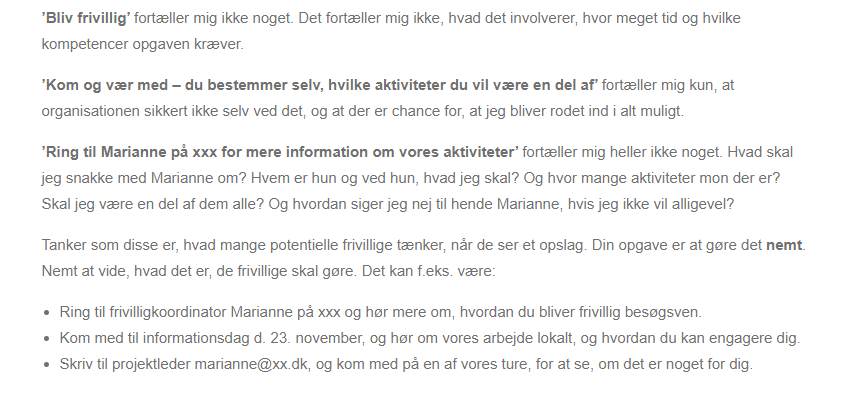 'Bliv frivillig' fortæller mig ikke noget. Det fortæller mig ikke, hvad det involverer, hvor meget tid og hvilke
kompetencer opgaven kræver.
'Kom og vær med – du bestemmer selv, hvilke aktiviteter du vil være en del af' fortæller mig kun, at
organisationen sikkert ikke selv ved det, og at der er chance for, at jeg bliver rodet ind i alt muligt.
'Ring til Marianne på xxx for mere information om vores aktiviteter' fortæller mig heller ikke noget. Hvad skal
jeg snakke med Marianne om? Hvem er hun og ved hun, hvad jeg skal? Og hvor mange aktiviteter mon der er?
Skal jeg være en del af dem alle? Og hvordan siger jeg nej til hende Marianne, hvis jeg ikke vil alligevel?
Tanker som disse er, hvad mange potentielle frivillige tænker, når de ser et opslag. Din opgave er at gøre det nemt.
Nemt at vide, hvad det er, de frivillige skal gøre. Det kan f.eks. være:
• Ring til frivilligkoordinator Marianne på xxx og hør mere om, hvordan du bliver frivillig besøgsven.
• Kom med til informationsdag d. 23. november, og hør om vores arbejde lokalt, og hvordan du kan engagere dig.
• Skriv til projektleder marianne@xx.dk, og kom med på en af vores ture, for at se, om det er noget for dig.